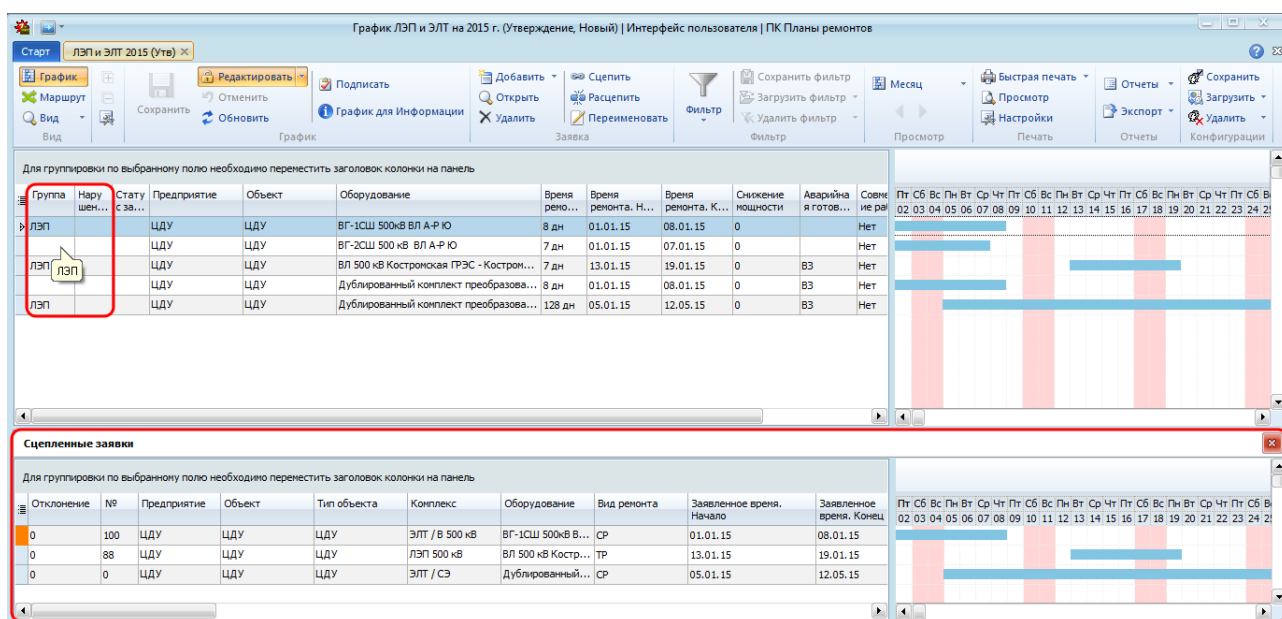 График ЛЭП и ЭЛТ на 2015 г. (Утверждение, Новый) | Интерфейс пользователя | ПК Планы ремонтов
Старт ЛЭП и ЭЛТ 2015 (Утв)
График Редактировать Подписать Добавить Сцепить Сохранить фильтр Месяц Быстрая печать Отчеты Сохранить
Маршрут Сохранить Отменить Открыть Расцепить Фильтр Загрузить фильтр Просмотр Экспорт Загрузить
Вид Обновить График для Информации Удалить Переименовать Удалить фильтр Настройки Удалить
Вид График Заявка Фильтр Просмотр Печать Отчеты Конфигурации
Для группировки по выбранному полю необходимо переместить заголовок колонки на панель
Группа Нару Стату Предприятие Объект Оборудование Время Время Время Снижение Аварийна Совме Пт Сб Вс Пн Вт Ср Чт Пт Сб Вс Пн Вт Ср Чт Пт Сб Вс Пн Вт Ср Чт Пт Сб В
шен... с за... ремо... ремонта. Н... ремонта. К... мощности я готов... ие ра 02 03 04 05 06 07 08 09 10 11 12 13 14 15 16 17 18 19 20 21 22 23 24 2
ЛЭП ЦДУ ЦДУ ВГ-1СШ 500кВ ВЛ А-Р Ю 8 дн 01.01.15 08.01.15 0 Нет
ЦДУ ЦДУ ВГ-2СШ 500 кВ ВЛ А-Р Ю 7 дн 01.01.15 07.01.15 0 Нет
ЛЭП ЦДУ ЦДУ ВЛ 500 кВ Костромская ГРЭС - Костром... 7 дн 13.01.15 19.01.15 0 ВЗ Нет
ЛЭП
ЦДУ ЦДУ Дублированный комплект преобразова... 8 дн 01.01.15 08.01.15 0 ВЗ Нет
ЛЭП ЦДУ ЦДУ Дублированный комплект преобразова... 128 дн 05.01.15 12.05.15 0 ВЗ Нет
Сцепленные заявки
Для группировки по выбранному полю необходимо переместить заголовок колонки на панель
Отклонение № Предприятие Объект Тип объекта Комплекс Оборудование Вид ремонта Заявленное время. Заявленное Пт Сб Вс Пн Вт Ср Чт Пт Сб Вс Пн Вт Ср Чт Пт Сб Вс Пн Вт Ср Чт Пт Сб В
Начало время. Конец 02 03 04 05 06 07 08 09 10 11 12 13 14 15 16 17 18 19 20 21 22 23 24 2
0 100 ЦДУ ЦДУ ЦДУ ЭЛТ / В 500 кВ ВГ-1СШ 500кВ В... СР 01.01.15 08.01.15
0 88 ЦДУ ЦДУ ЦДУ ЛЭП 500 кВ ВЛ 500 кВ Костр... ТР 13.01.15 19.01.15
0 0 ЦДУ ЦДУ ЦДУ ЭЛТ / СЭ Дублированный... СР 05.01.15 12.05.15